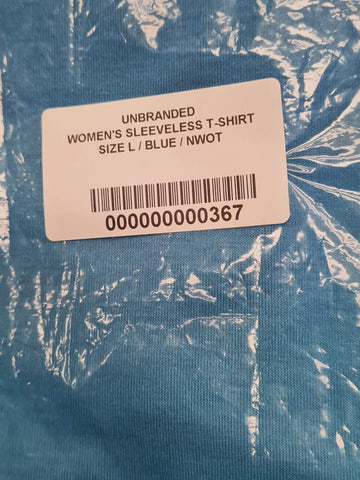 UNBRANDED
WOMEN'S SLEEVELESS T-SHIRT
SIZE L / BLUE / NWOT
000000000367